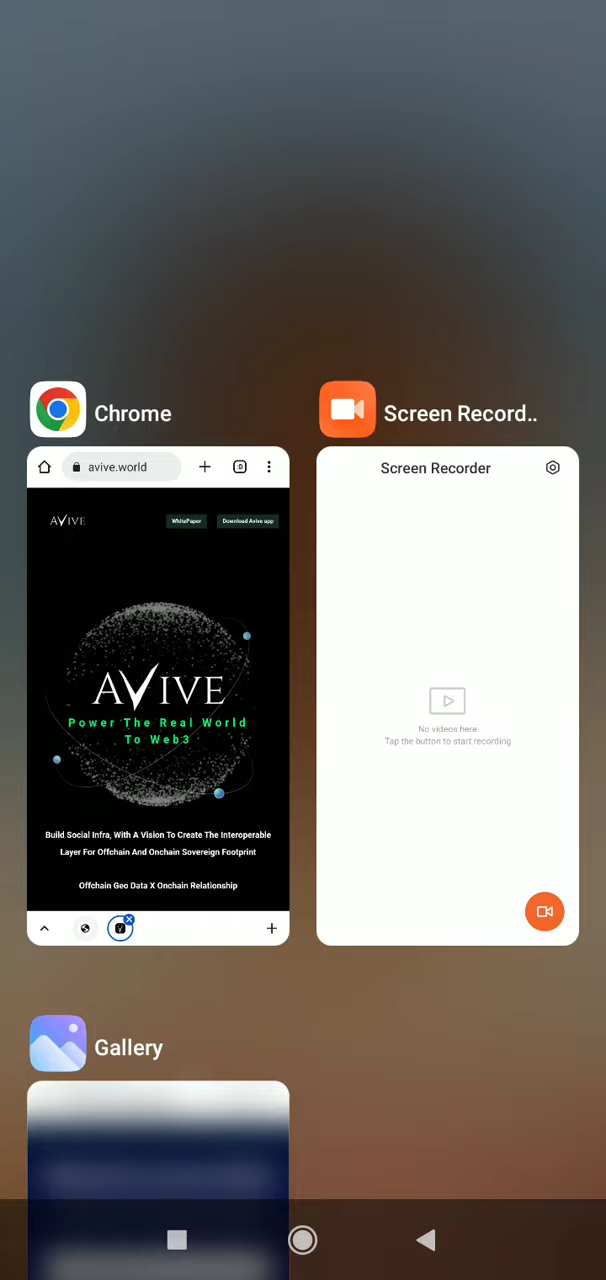 Chrome
Screen Record..
avive.world
:D
Screen Recorder
AVIVE
WhitePaper
Download Avive app
AVIVE
Power The Real World
To Web3
Build Social Infra, With A Vision To Create The Interoperable
Layer For Offchain And Onchain Sovereign Footprint
Offchain Geo Data X Onchain Relationship
No videos here
Tap the button to start recording
Gallery